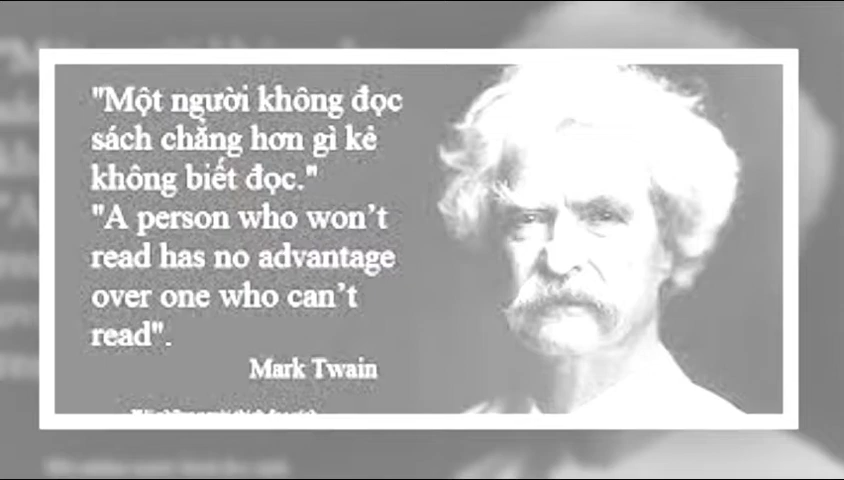 "Một người không đọc
sách chẳng hơn gì kẻ
không biết đọc."
"A person who won’t
read has no advantage
over one who can’t
read".
Mark Twain